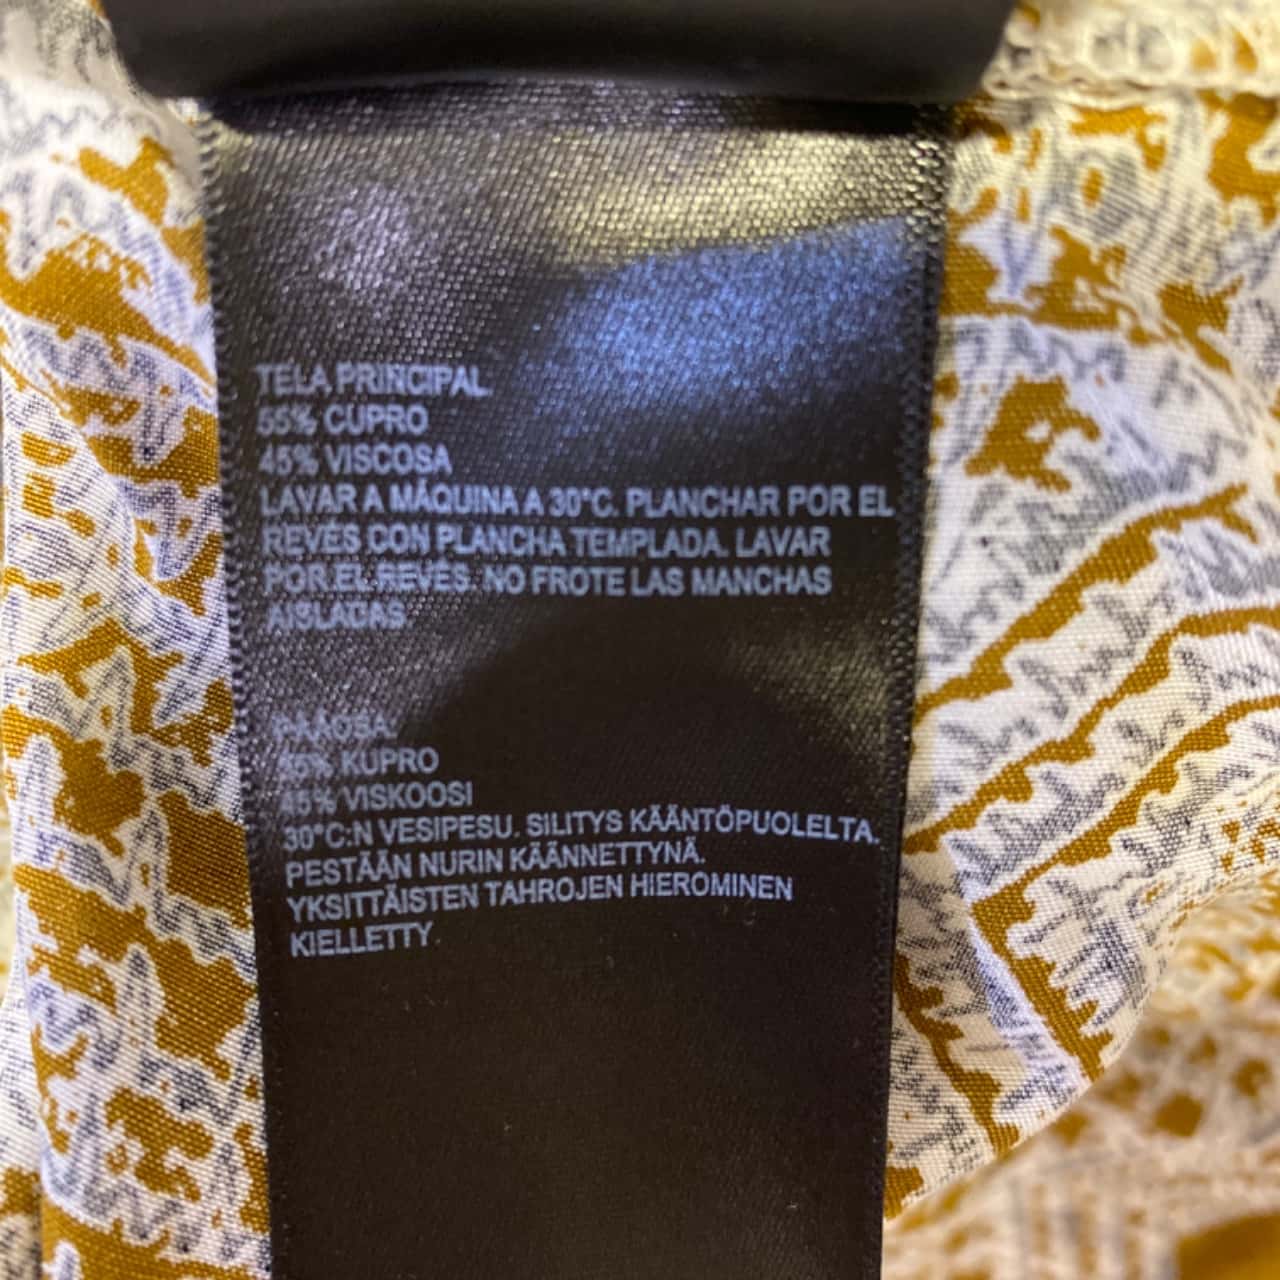 TELA PRINCIPAL
55% CUPRO
45% VISCOSA
LAVAR A MÁQUINA A 30°C. PLANCHAR POR EL
REVÉS CON PLANCHA TEMPLADA. LAVAR
POR EL REVÉS. NO FROTE LAS MANCHAS
AISLADAS.
PÄÄOSA
55% KUPRO
45% VISKOOSI
30°C:N VESIPESU. SILITYS KÄÄNTÖPUOLELTA.
PESTÄÄN NURIN KÄÄNNETTYNÄ.
YKSITTÄISTEN TAHROJEN HIEROMINEN
KIELLETTY